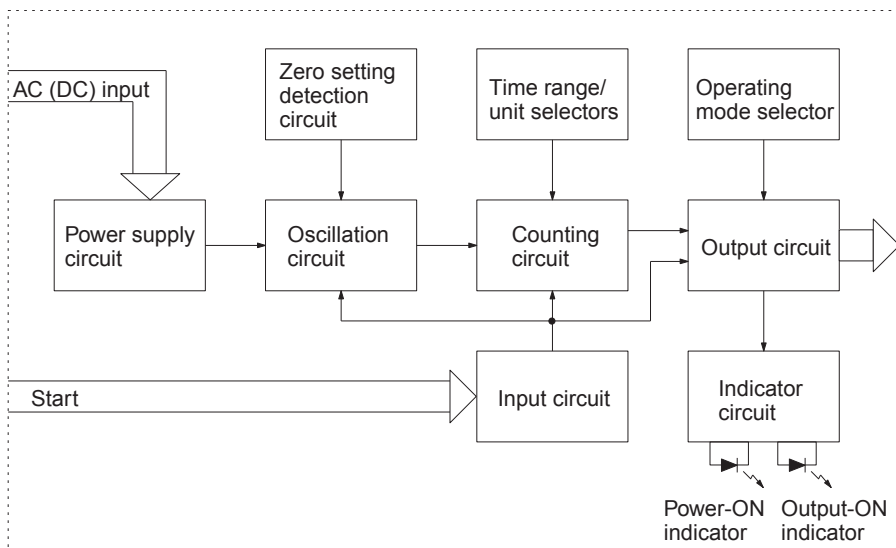 AC (DC) input
Zero setting
detection
circuit
Time range/
unit selectors
Operating
mode selector
Power supply
circuit
Oscillation
circuit
Counting
circuit
Output circuit
Start
Input circuit
Indicator
circuit
Power-ON
indicator
Output-ON
indicator